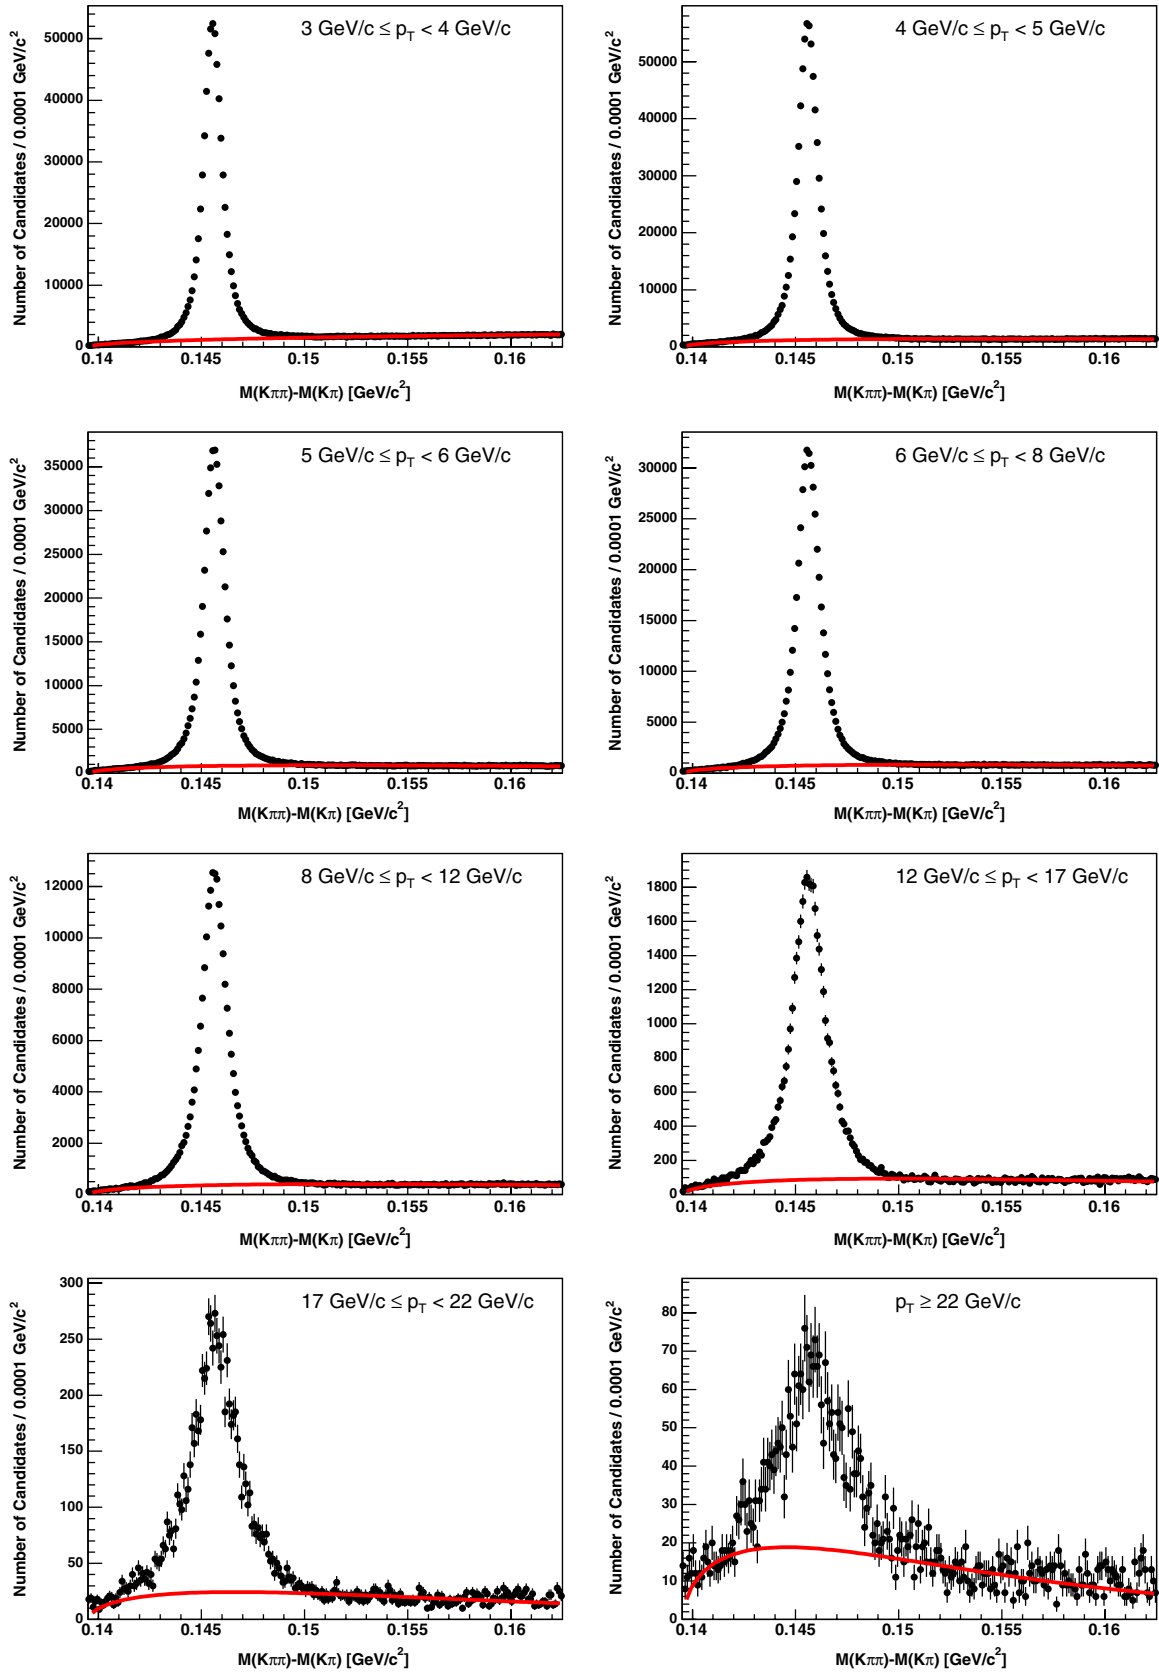 3 GeV/c ≤ p_T < 4 GeV/c
Number of Candidates / 0.0001 GeV/c²
50000
40000
30000
20000
10000
0
0.14 0.145 0.15 0.155 0.16
M(Kππ)-M(Kπ) [GeV/c²]
4 GeV/c ≤ p_T < 5 GeV/c
Number of Candidates / 0.0001 GeV/c²
50000
40000
30000
20000
10000
0
0.14 0.145 0.15 0.155 0.16
M(Kππ)-M(Kπ) [GeV/c²]
5 GeV/c ≤ p_T < 6 GeV/c
Number of Candidates / 0.0001 GeV/c²
35000
30000
25000
20000
15000
10000
5000
0
0.14 0.145 0.15 0.155 0.16
M(Kππ)-M(Kπ) [GeV/c²]
6 GeV/c ≤ p_T < 8 GeV/c
Number of Candidates / 0.0001 GeV/c²
30000
25000
20000
15000
10000
5000
0
0.14 0.145 0.15 0.155 0.16
M(Kππ)-M(Kπ) [GeV/c²]
8 GeV/c ≤ p_T < 12 GeV/c
Number of Candidates / 0.0001 GeV/c²
12000
10000
8000
6000
4000
2000
0
0.14 0.145 0.15 0.155 0.16
M(Kππ)-M(Kπ) [GeV/c²]
12 GeV/c ≤ p_T < 17 GeV/c
Number of Candidates / 0.0001 GeV/c²
1800
1600
1400
1200
1000
800
600
400
200
0
0.14 0.145 0.15 0.155 0.16
M(Kππ)-M(Kπ) [GeV/c²]
17 GeV/c ≤ p_T < 22 GeV/c
Number of Candidates / 0.0001 GeV/c²
300
250
200
150
100
50
0
0.14 0.145 0.15 0.155 0.16
M(Kππ)-M(Kπ) [GeV/c²]
p_T ≥ 22 GeV/c
Number of Candidates / 0.0001 GeV/c²
80
70
60
50
40
30
20
10
0
0.14 0.145 0.15 0.155 0.16
M(Kππ)-M(Kπ) [GeV/c²]